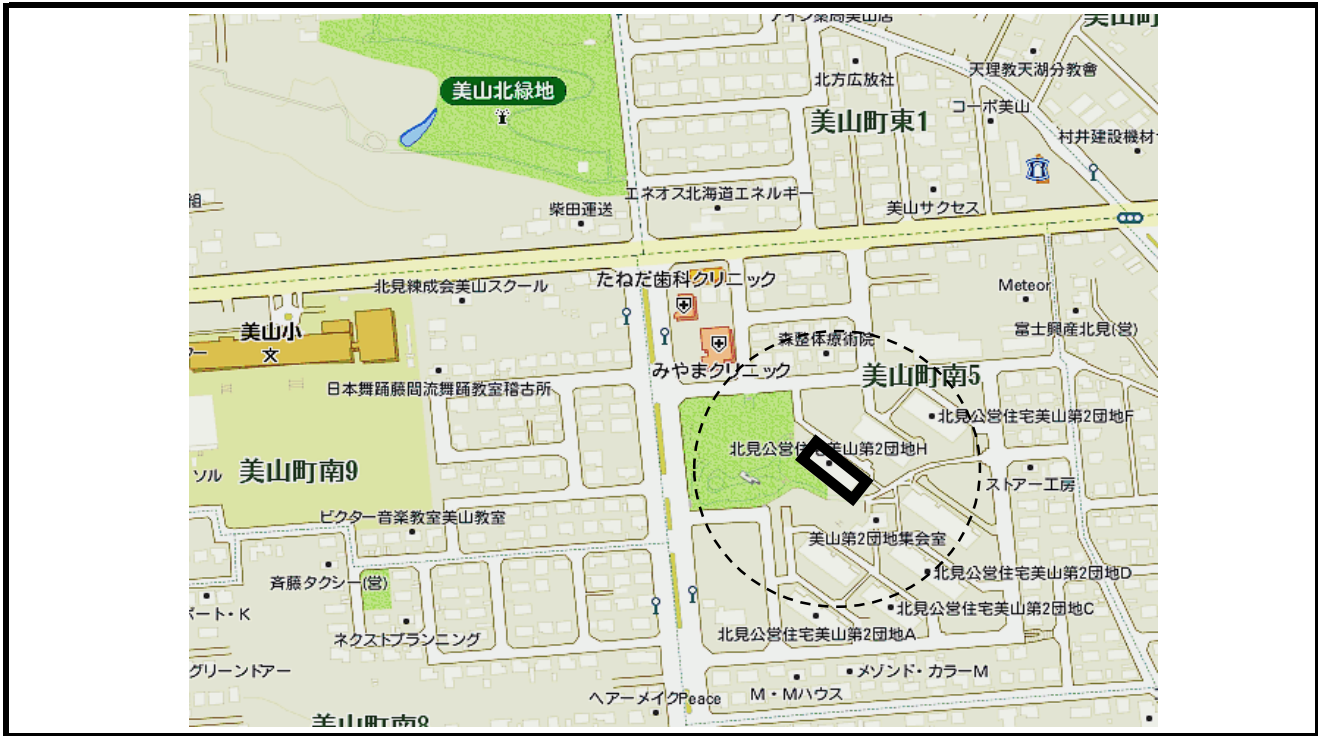 アイン薬局美山店
美山町
天理教天湖分教會
北方広放社
美山北緑地
コーポ美山
美山町東1
村井建設機材
エネオス北海道エネルギー
組
柴田運送
美山サクセス
たねだ歯科クリニック
北見練成会美山スクール
Meteor
美山小
文
富士興産北見(営)
森整体療術院
みやまクリニック
美山町南5
日本舞踊藤間流舞踊教室稽古所
北見公営住宅美山第2団地F
北見公営住宅美山第2団地H
ソル
美山町南9
ストアー工房
ビクター音楽教室美山教室
美山第2団地集会室
斉藤タクシー(営)
北見公営住宅美山第2団地D
ポート・K
北見公営住宅美山第2団地C
ネクストプランニング
北見公営住宅美山第2団地A
グリーンドアー
メゾンド・カラーM
M・Mハウス
ヘアーメイクPeace
美山町南8